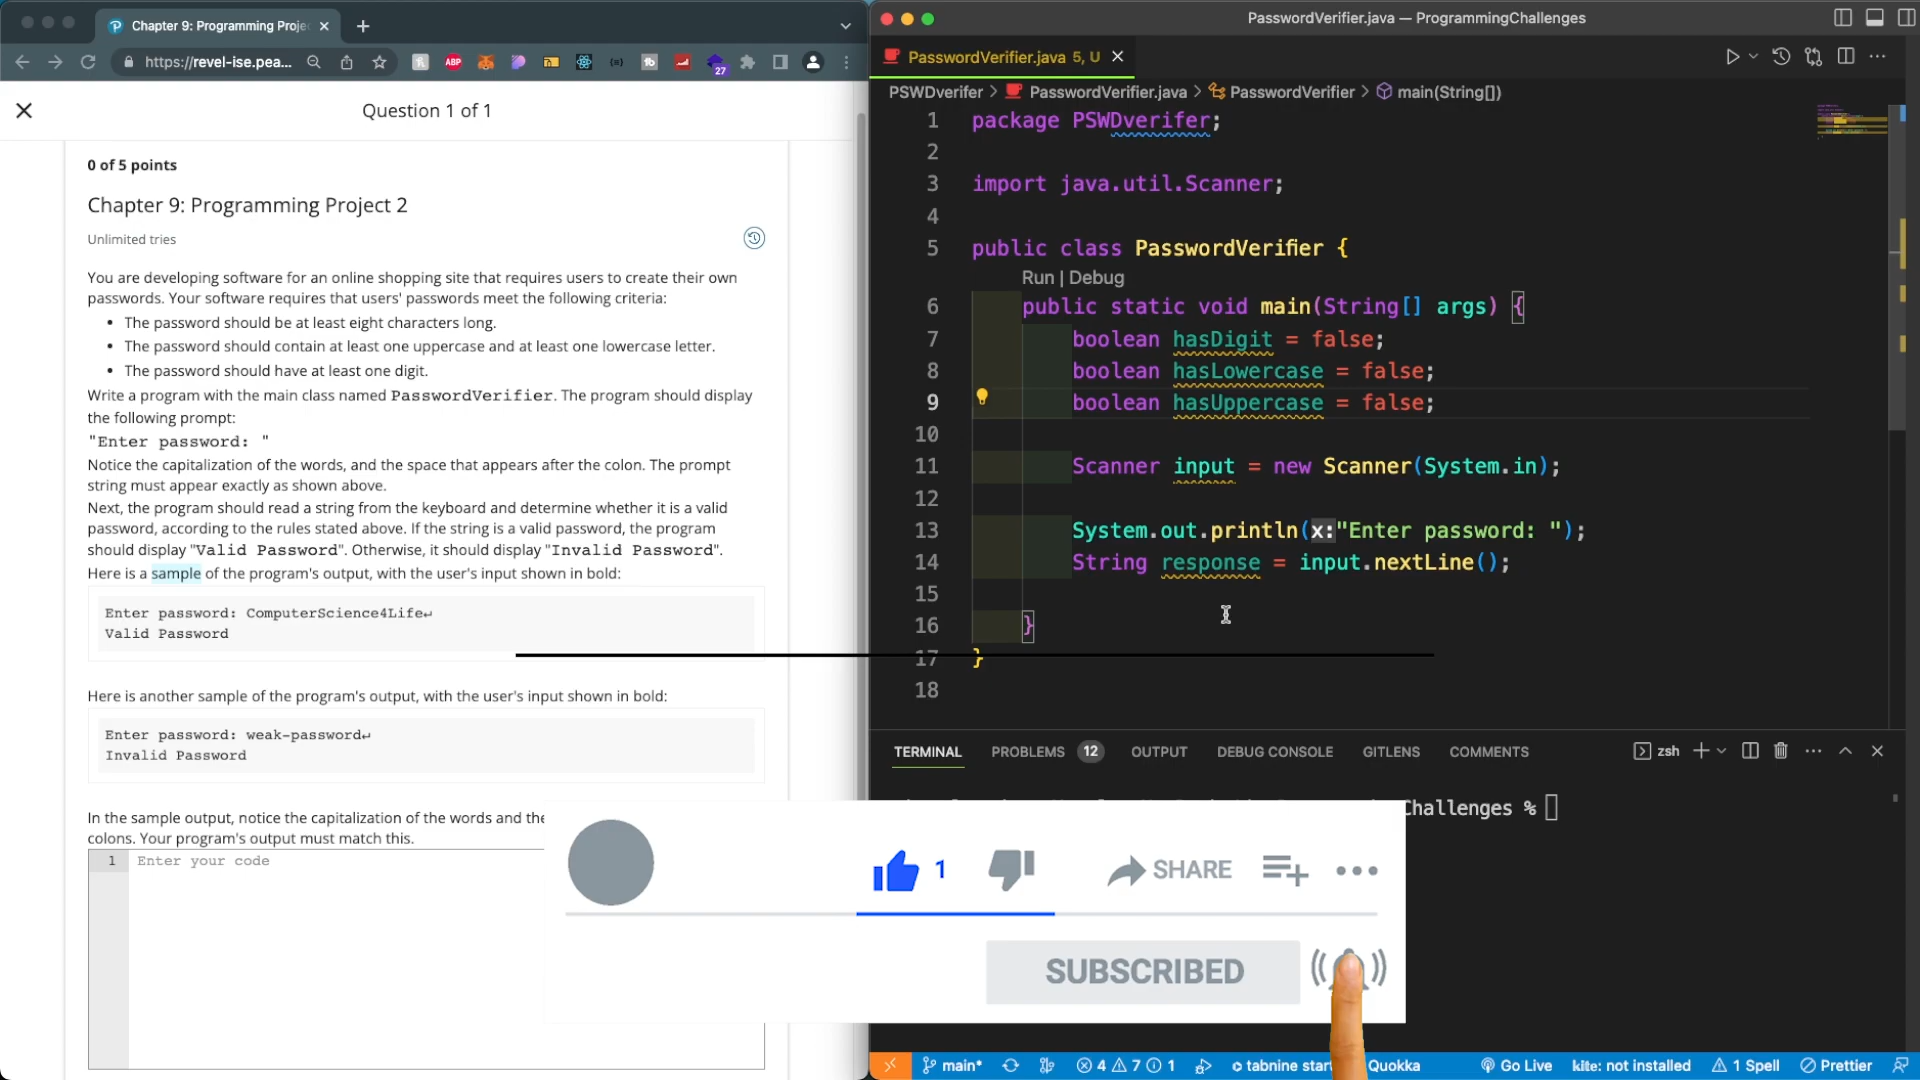 Chapter 9: Programming Proje
https://revel-ise.pea...
ABP
27
Question 1 of 1
0 of 5 points
Chapter 9: Programming Project 2
Unlimited tries
You are developing software for an online shopping site that requires users to create their own
passwords. Your software requires that users' passwords meet the following criteria:
• The password should be at least eight characters long.
• The password should contain at least one uppercase and at least one lowercase letter.
• The password should have at least one digit.
Write a program with the main class named PasswordVerifier. The program should display
the following prompt:
"Enter password: "
Notice the capitalization of the words, and the space that appears after the colon. The prompt
string must appear exactly as shown above.
Next, the program should read a string from the keyboard and determine whether it is a valid
password, according to the rules stated above. If the string is a valid password, the program
should display "Valid Password". Otherwise, it should display "Invalid Password".
Here is a sample of the program's output, with the user's input shown in bold:
Enter password: ComputerScience4Life↵
Valid Password
Here is another sample of the program's output, with the user's input shown in bold:
Enter password: weak-password↵
Invalid Password
In the sample output, notice the capitalization of the words and the
colons. Your program's output must match this.
1 Enter your code
PasswordVerifier.java — ProgrammingChallenges
PasswordVerifier.java 5, U
PSWDverifer > PasswordVerifier.java > PasswordVerifier > main(String[])
1 package PSWDverifer;
2
3 import java.util.Scanner;
4
5 public class PasswordVerifier {
Run | Debug
6 public static void main(String[] args) {
7 boolean hasDigit = false;
8 boolean hasLowercase = false;
9 boolean hasUppercase = false;
10
11 Scanner input = new Scanner(System.in);
12
13 System.out.println(x:"Enter password: ");
14 String response = input.nextLine();
15
16 }
17 }
18
TERMINAL PROBLEMS 12 OUTPUT DEBUG CONSOLE GITLENS COMMENTS zsh
Challenges %
1 SHARE
SUBSCRIBED
main* 4 7 1 tabnine star Quokka Go Live kite: not installed 1 Spell Prettier